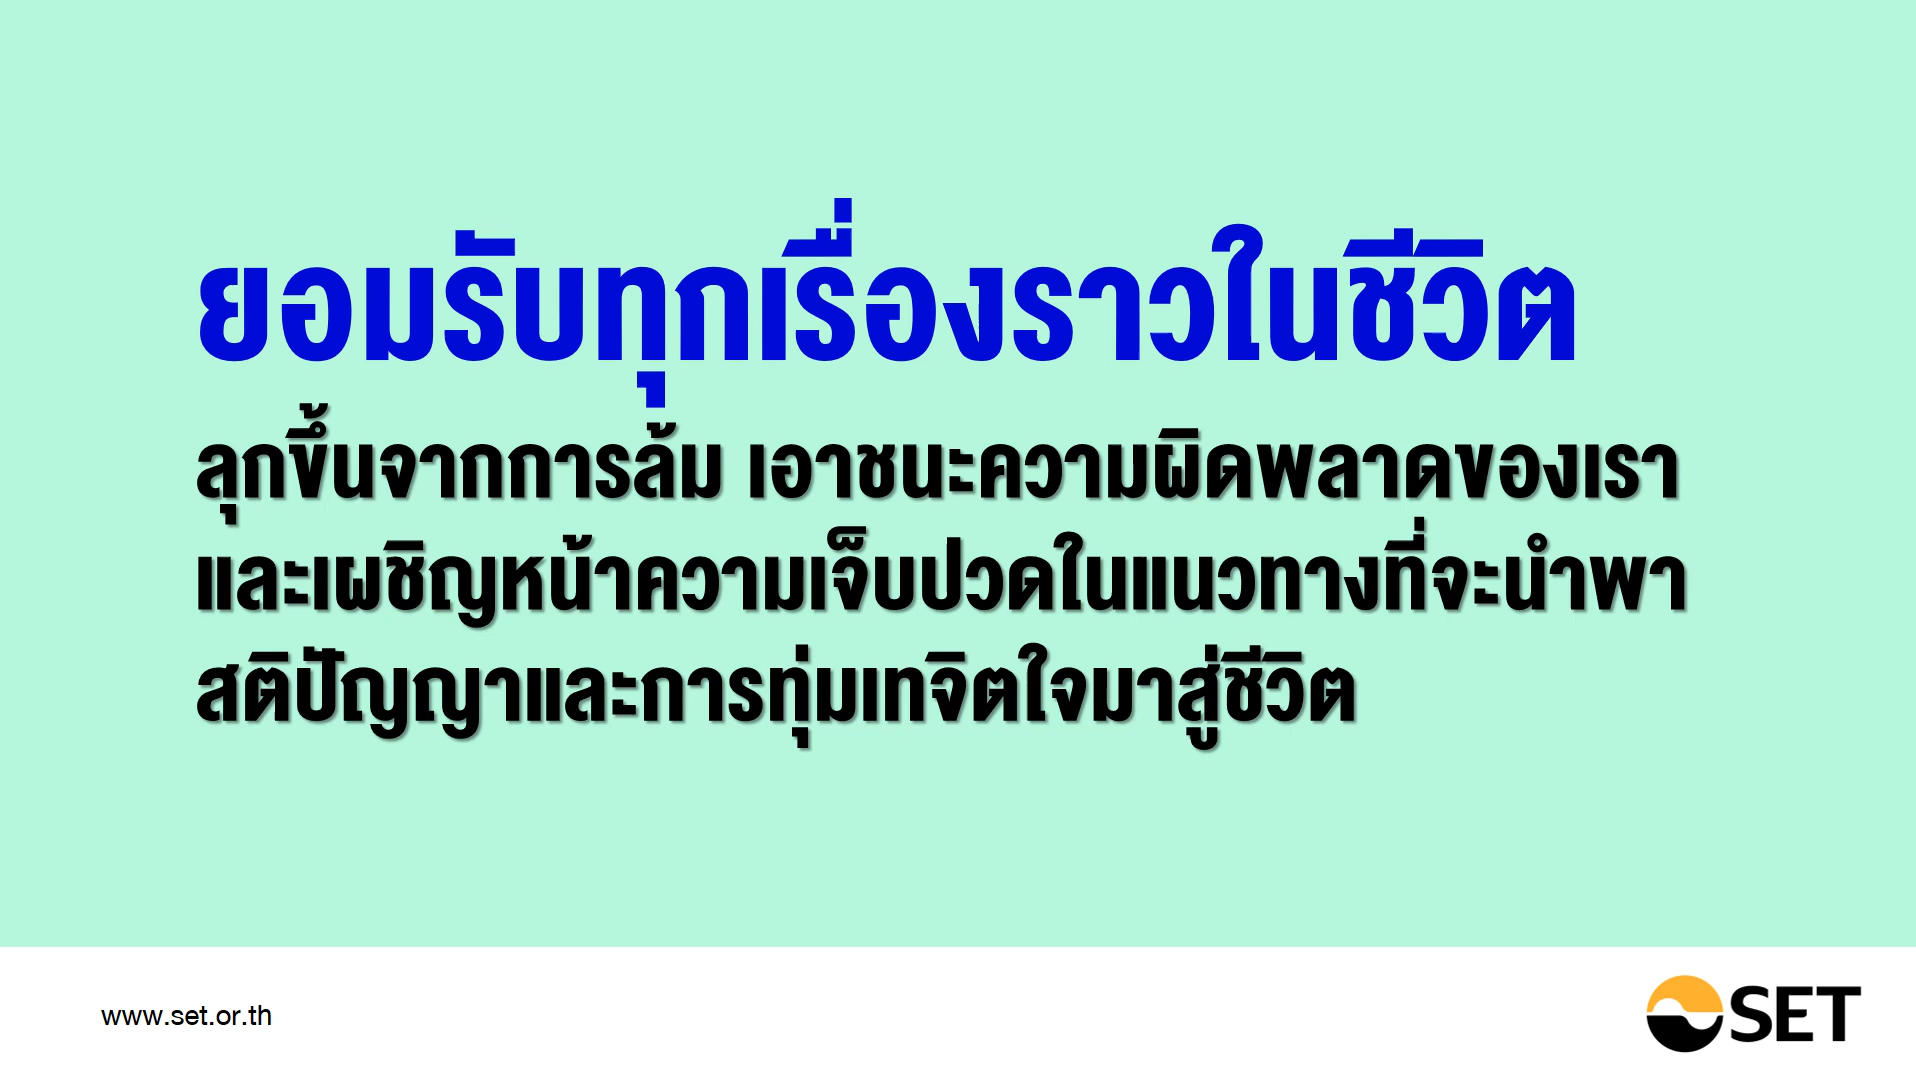 ยอมรับทุกเรื่องราวในชีวิต
ลุกขึ้นจากการล้ม เอาชนะความผิดพลาดของเรา
และเผชิญหน้าความเจ็บปวดในแนวทางที่จะนำพา
สติปัญญาและการทุ่มเทจิตใจมาสู่ชีวิต
www.set.or.th
SET